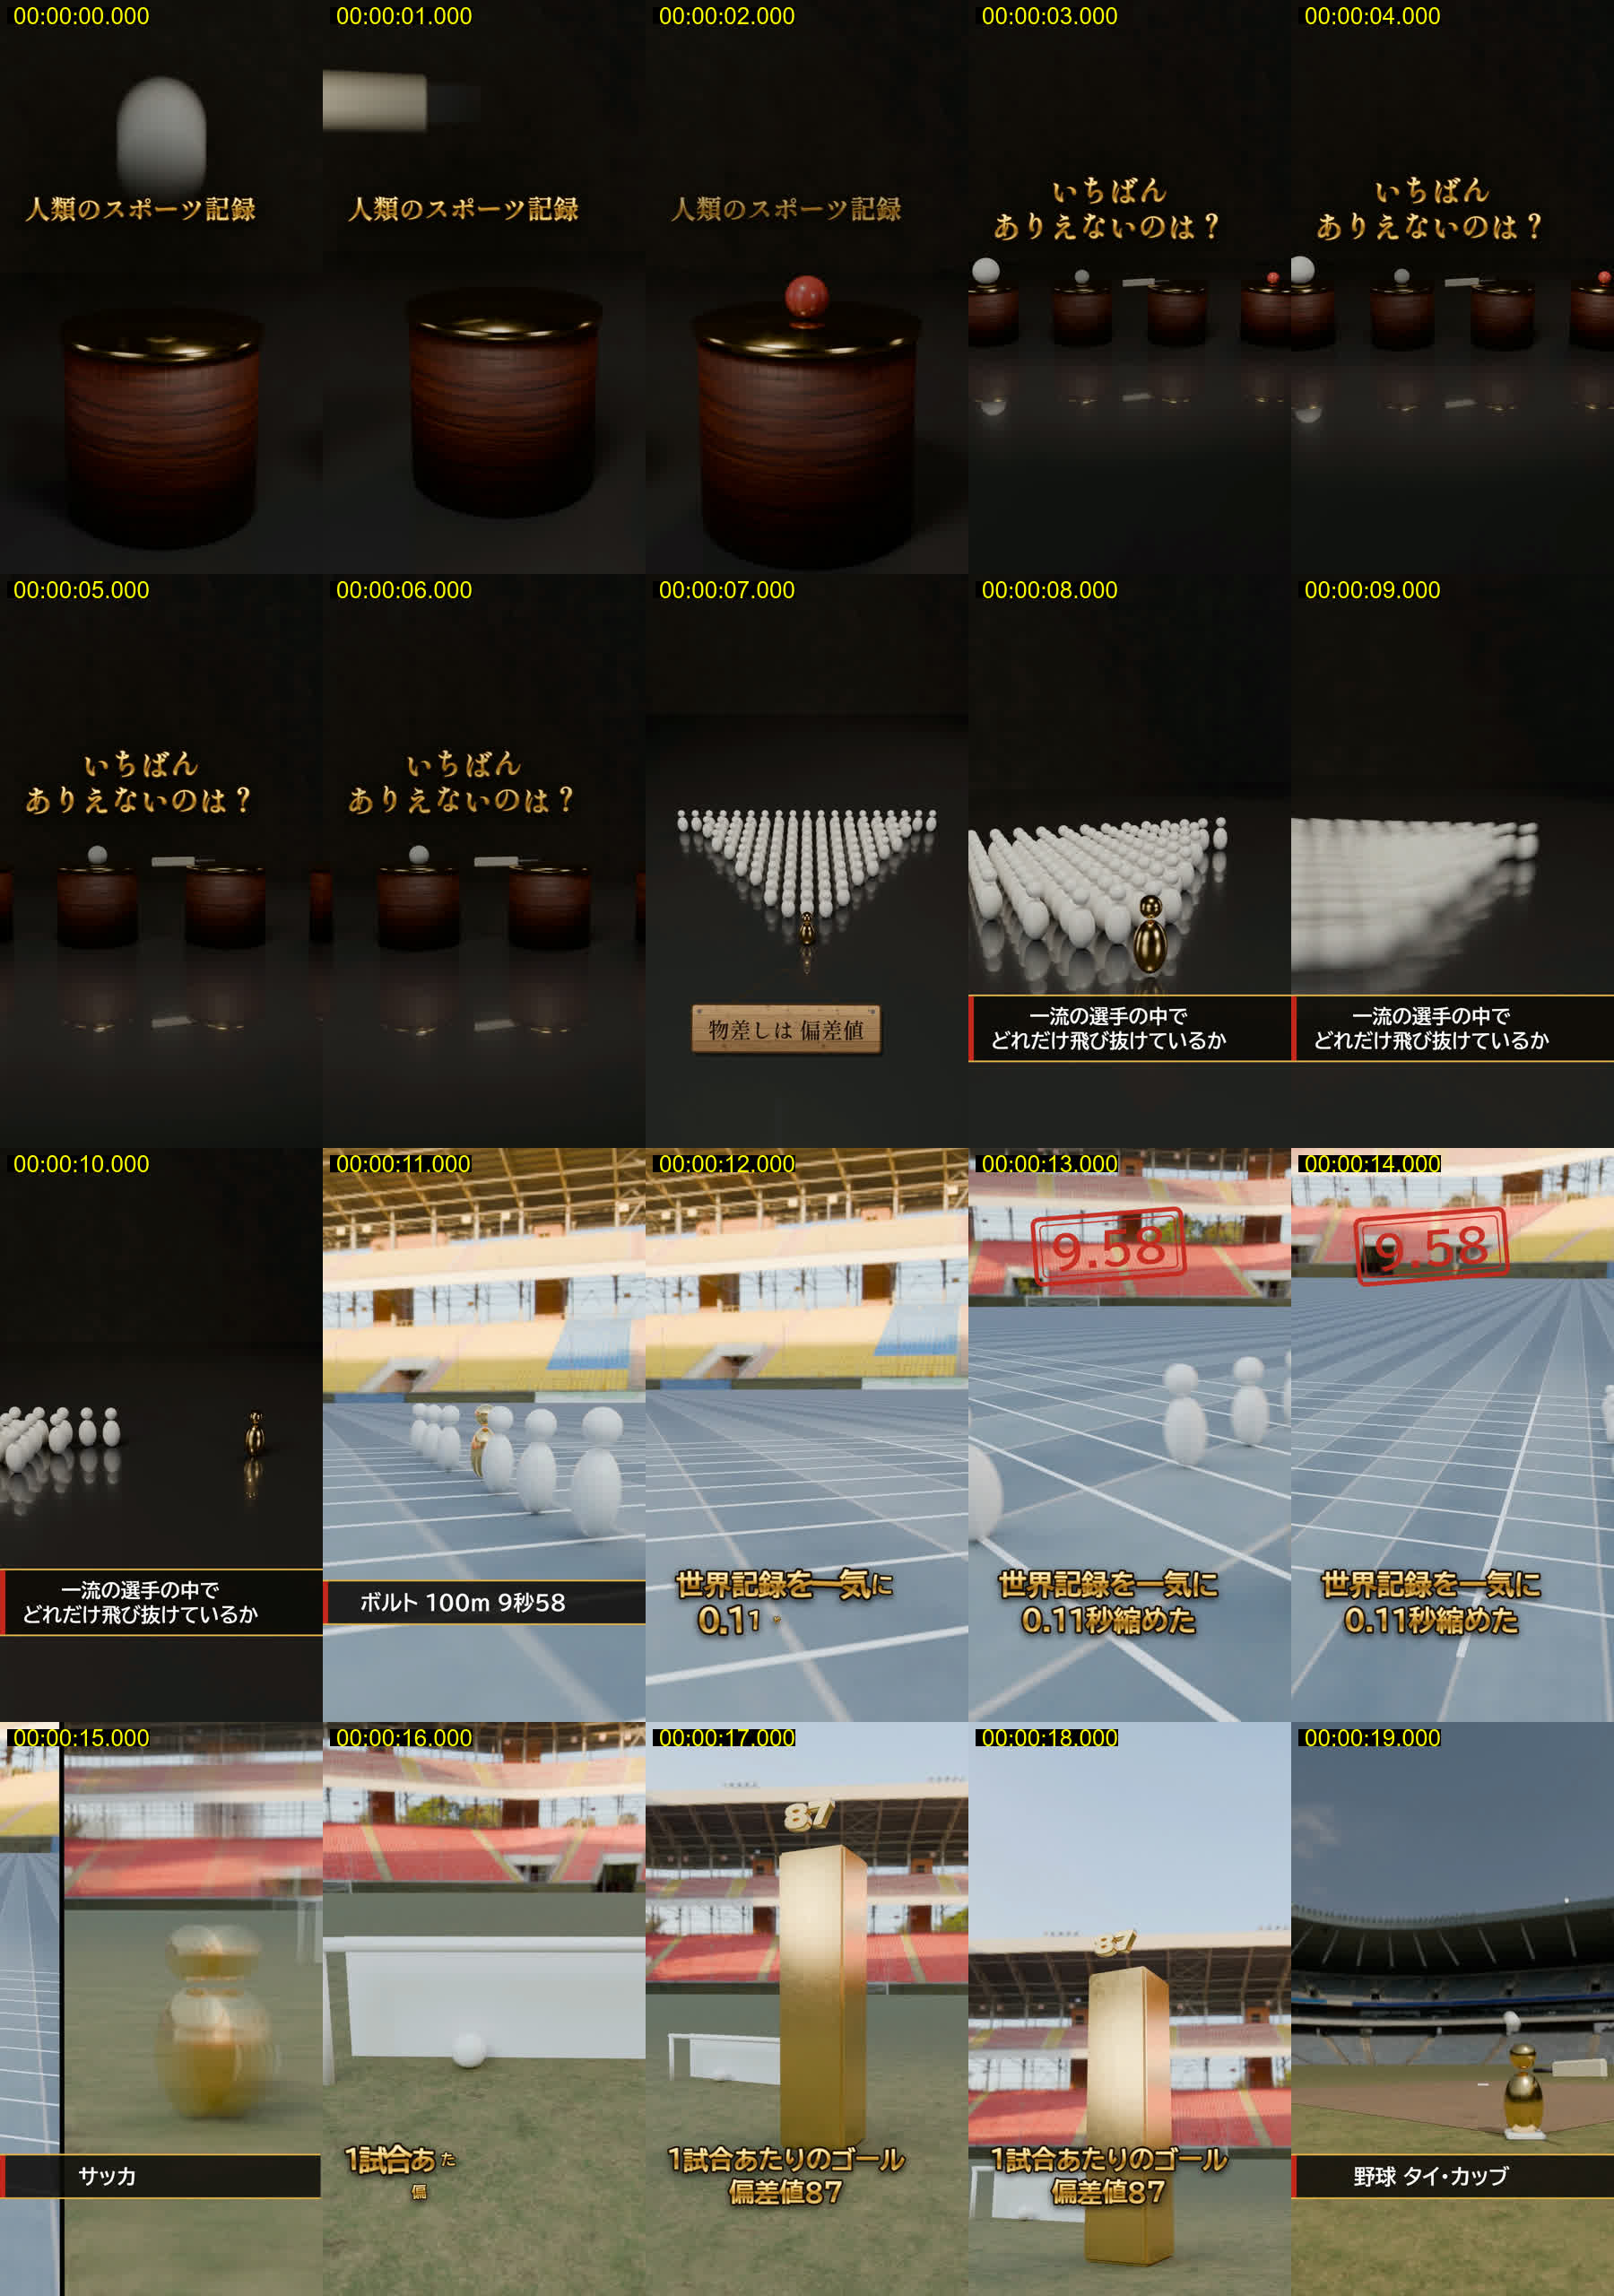 00:00:00.000
人類のスポーツ記録
00:00:01.000
人類のスポーツ記録
00:00:02.000
人類のスポーツ記録
00:00:03.000
いちばん
ありえないのは？
00:00:04.000
いちばん
ありえないのは？
00:00:05.000
いちばん
ありえないのは？
00:00:06.000
いちばん
ありえないのは？
00:00:07.000
物差しは 偏差値
00:00:08.000
一流の選手の中で
どれだけ飛び抜けているか
00:00:09.000
一流の選手の中で
どれだけ飛び抜けているか
00:00:10.000
一流の選手の中で
どれだけ飛び抜けているか
00:00:11.000
ボルト 100m 9秒58
00:00:12.000
世界記録を一気に
0.11
00:00:13.000
9.58
世界記録を一気に
0.11秒縮めた
00:00:14.000
9.58
世界記録を一気に
0.11秒縮めた
00:00:15.000
サッカ
00:00:16.000
1試合あた
偏
00:00:17.000
87
1試合あたりのゴール
偏差値87
00:00:18.000
87
1試合あたりのゴール
偏差値87
00:00:19.000
野球 タイ・カッブ